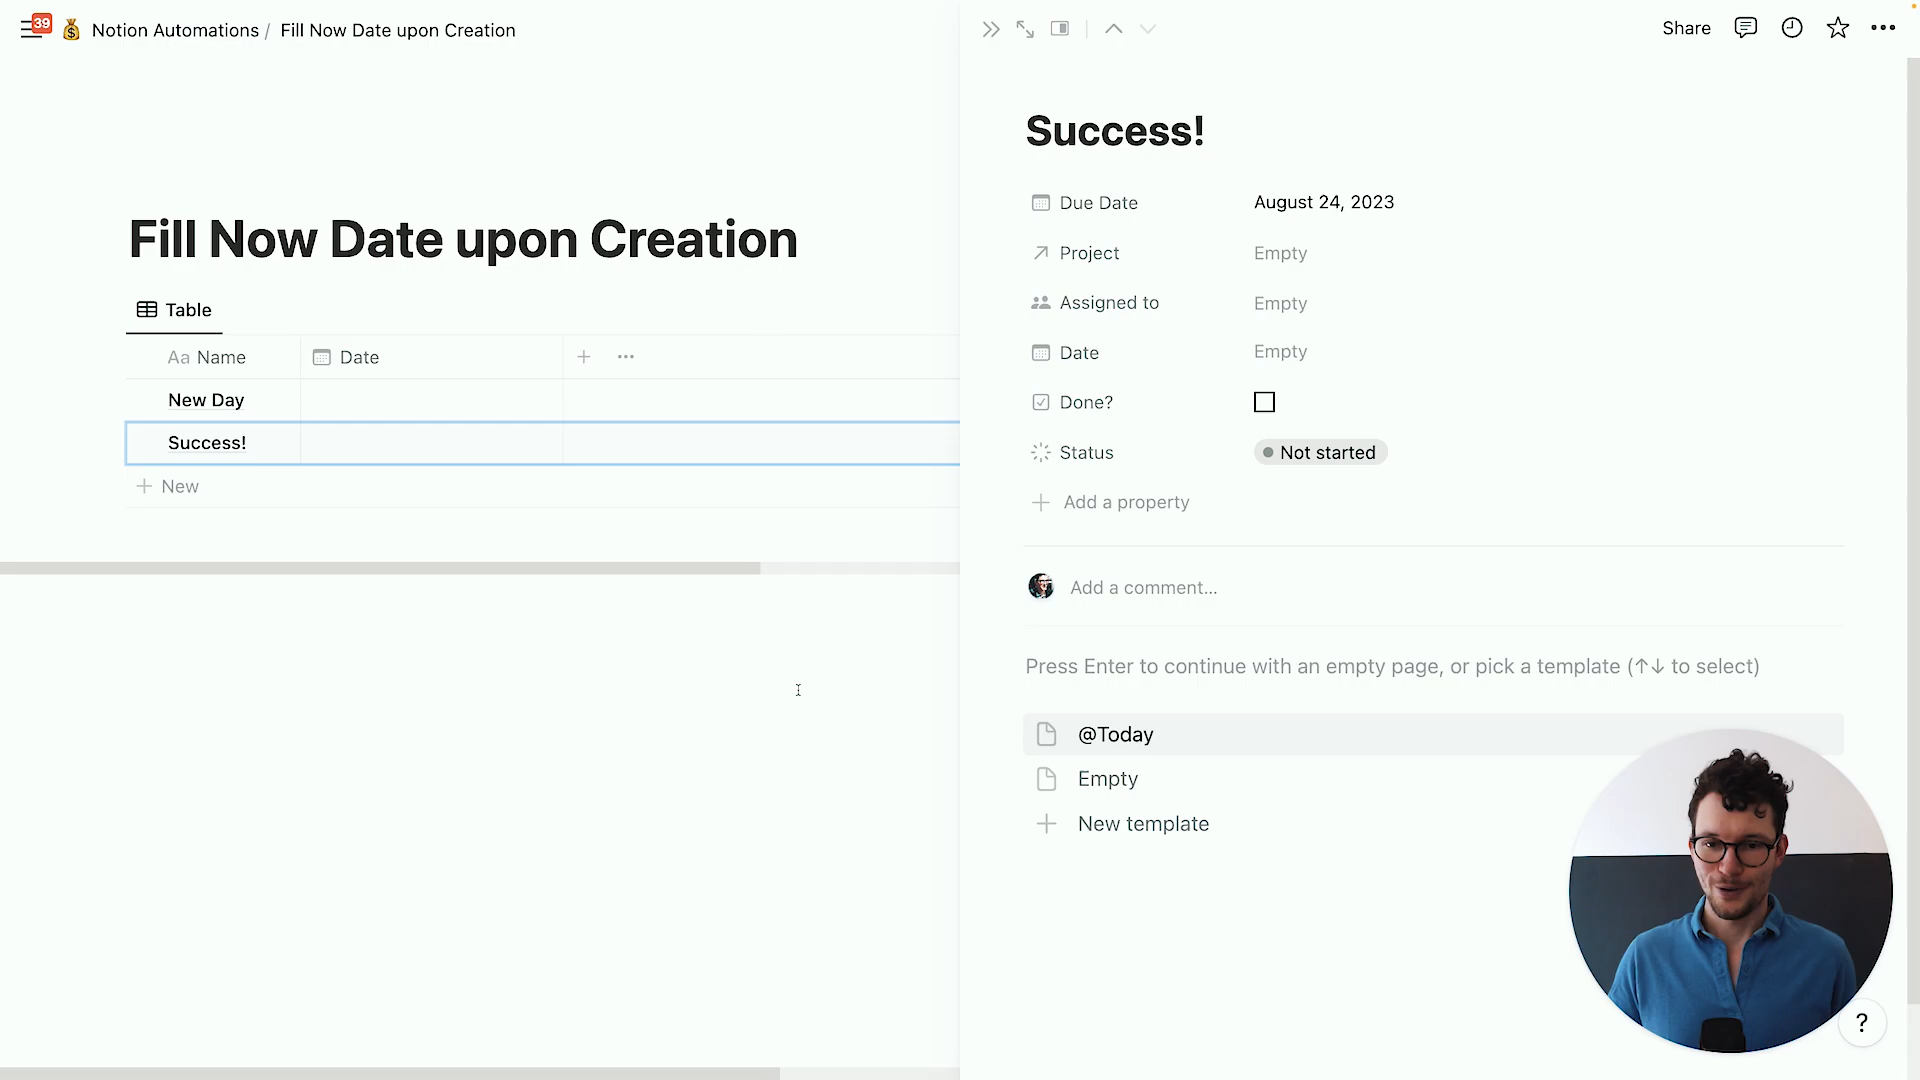 39
Notion Automations / Fill Now Date upon Creation
Share
Fill Now Date upon Creation
Table
Aa Name
Date
New Day
Success!
New
Success!
Due Date
August 24, 2023
Project
Empty
Assigned to
Empty
Date
Empty
Done?
Status
Not started
Add a property
Add a comment...
Press Enter to continue with an empty page, or pick a template (↑↓ to select)
@Today
Empty
New template
?